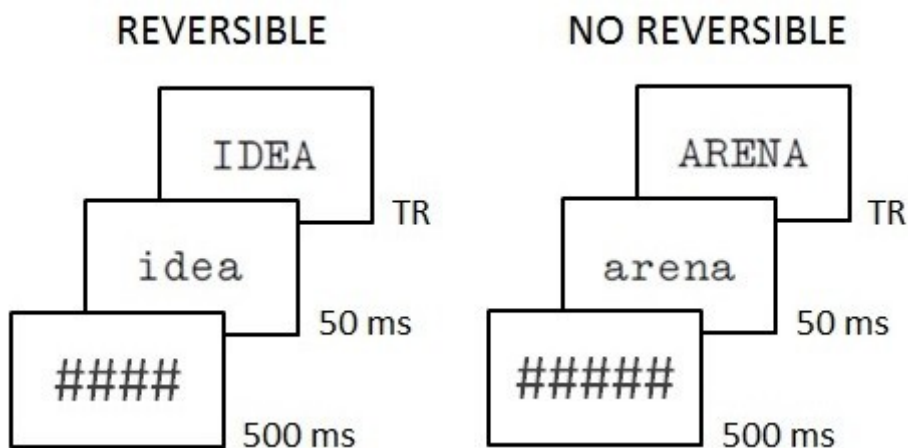 REVERSIBLE
IDEA
TR
idea
50 ms
####
500 ms
NO REVERSIBLE
ARENA
TR
arena
50 ms
#####
500 ms